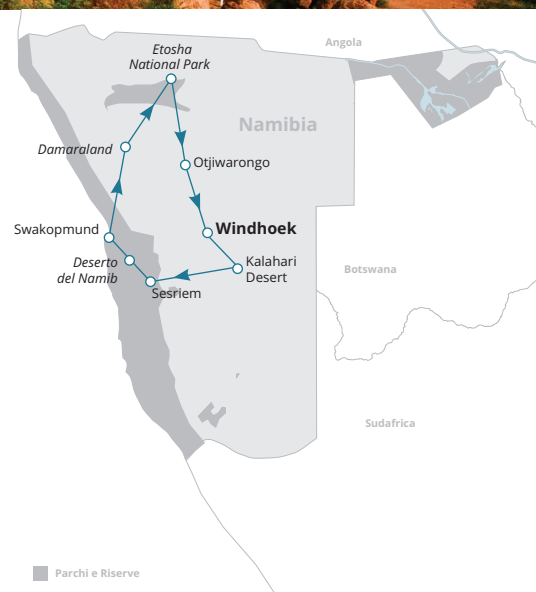 Angola
Etosha
National Park
Namibia
Damaraland
Otjiwarongo
Swakopmund
Windhoek
Deserto
del Namib
Kalahari
Desert
Botswana
Sesriem
Sudafrica
Parchi e Riserve